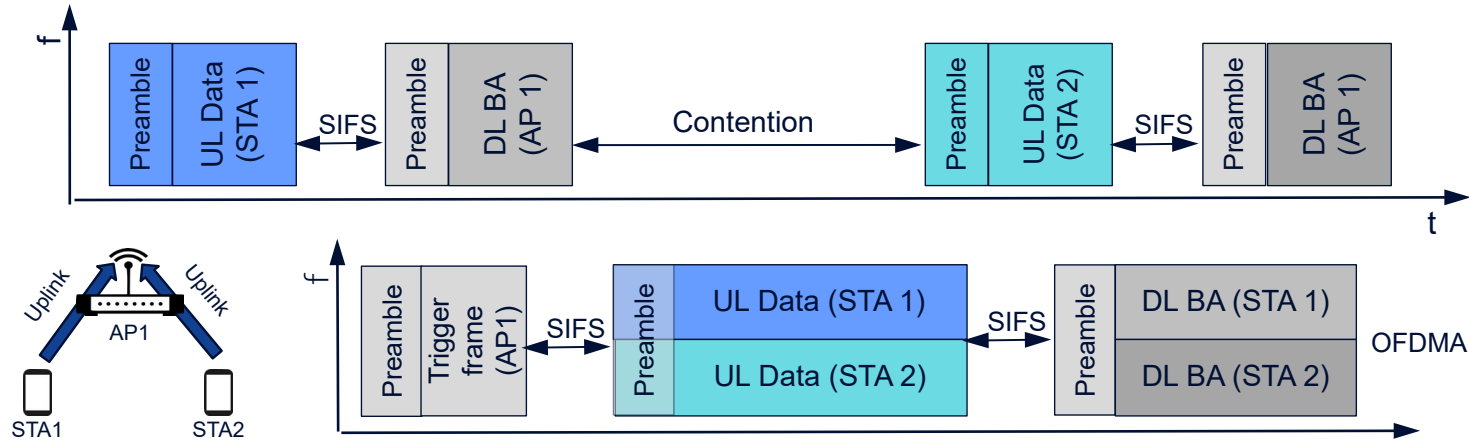 f
Preamble
UL Data
(STA 1)
SIFS
Preamble
DL BA
(AP 1)
Contention
Preamble
UL Data
(STA 2)
SIFS
Preamble
DL BA
(AP 1)
t
Uplink
Uplink
AP1
STA1
STA2
f
Preamble
Trigger
frame
(AP1)
SIFS
Preamble
UL Data (STA 1)
UL Data (STA 2)
SIFS
Preamble
DL BA (STA 1)
DL BA (STA 2)
OFDMA